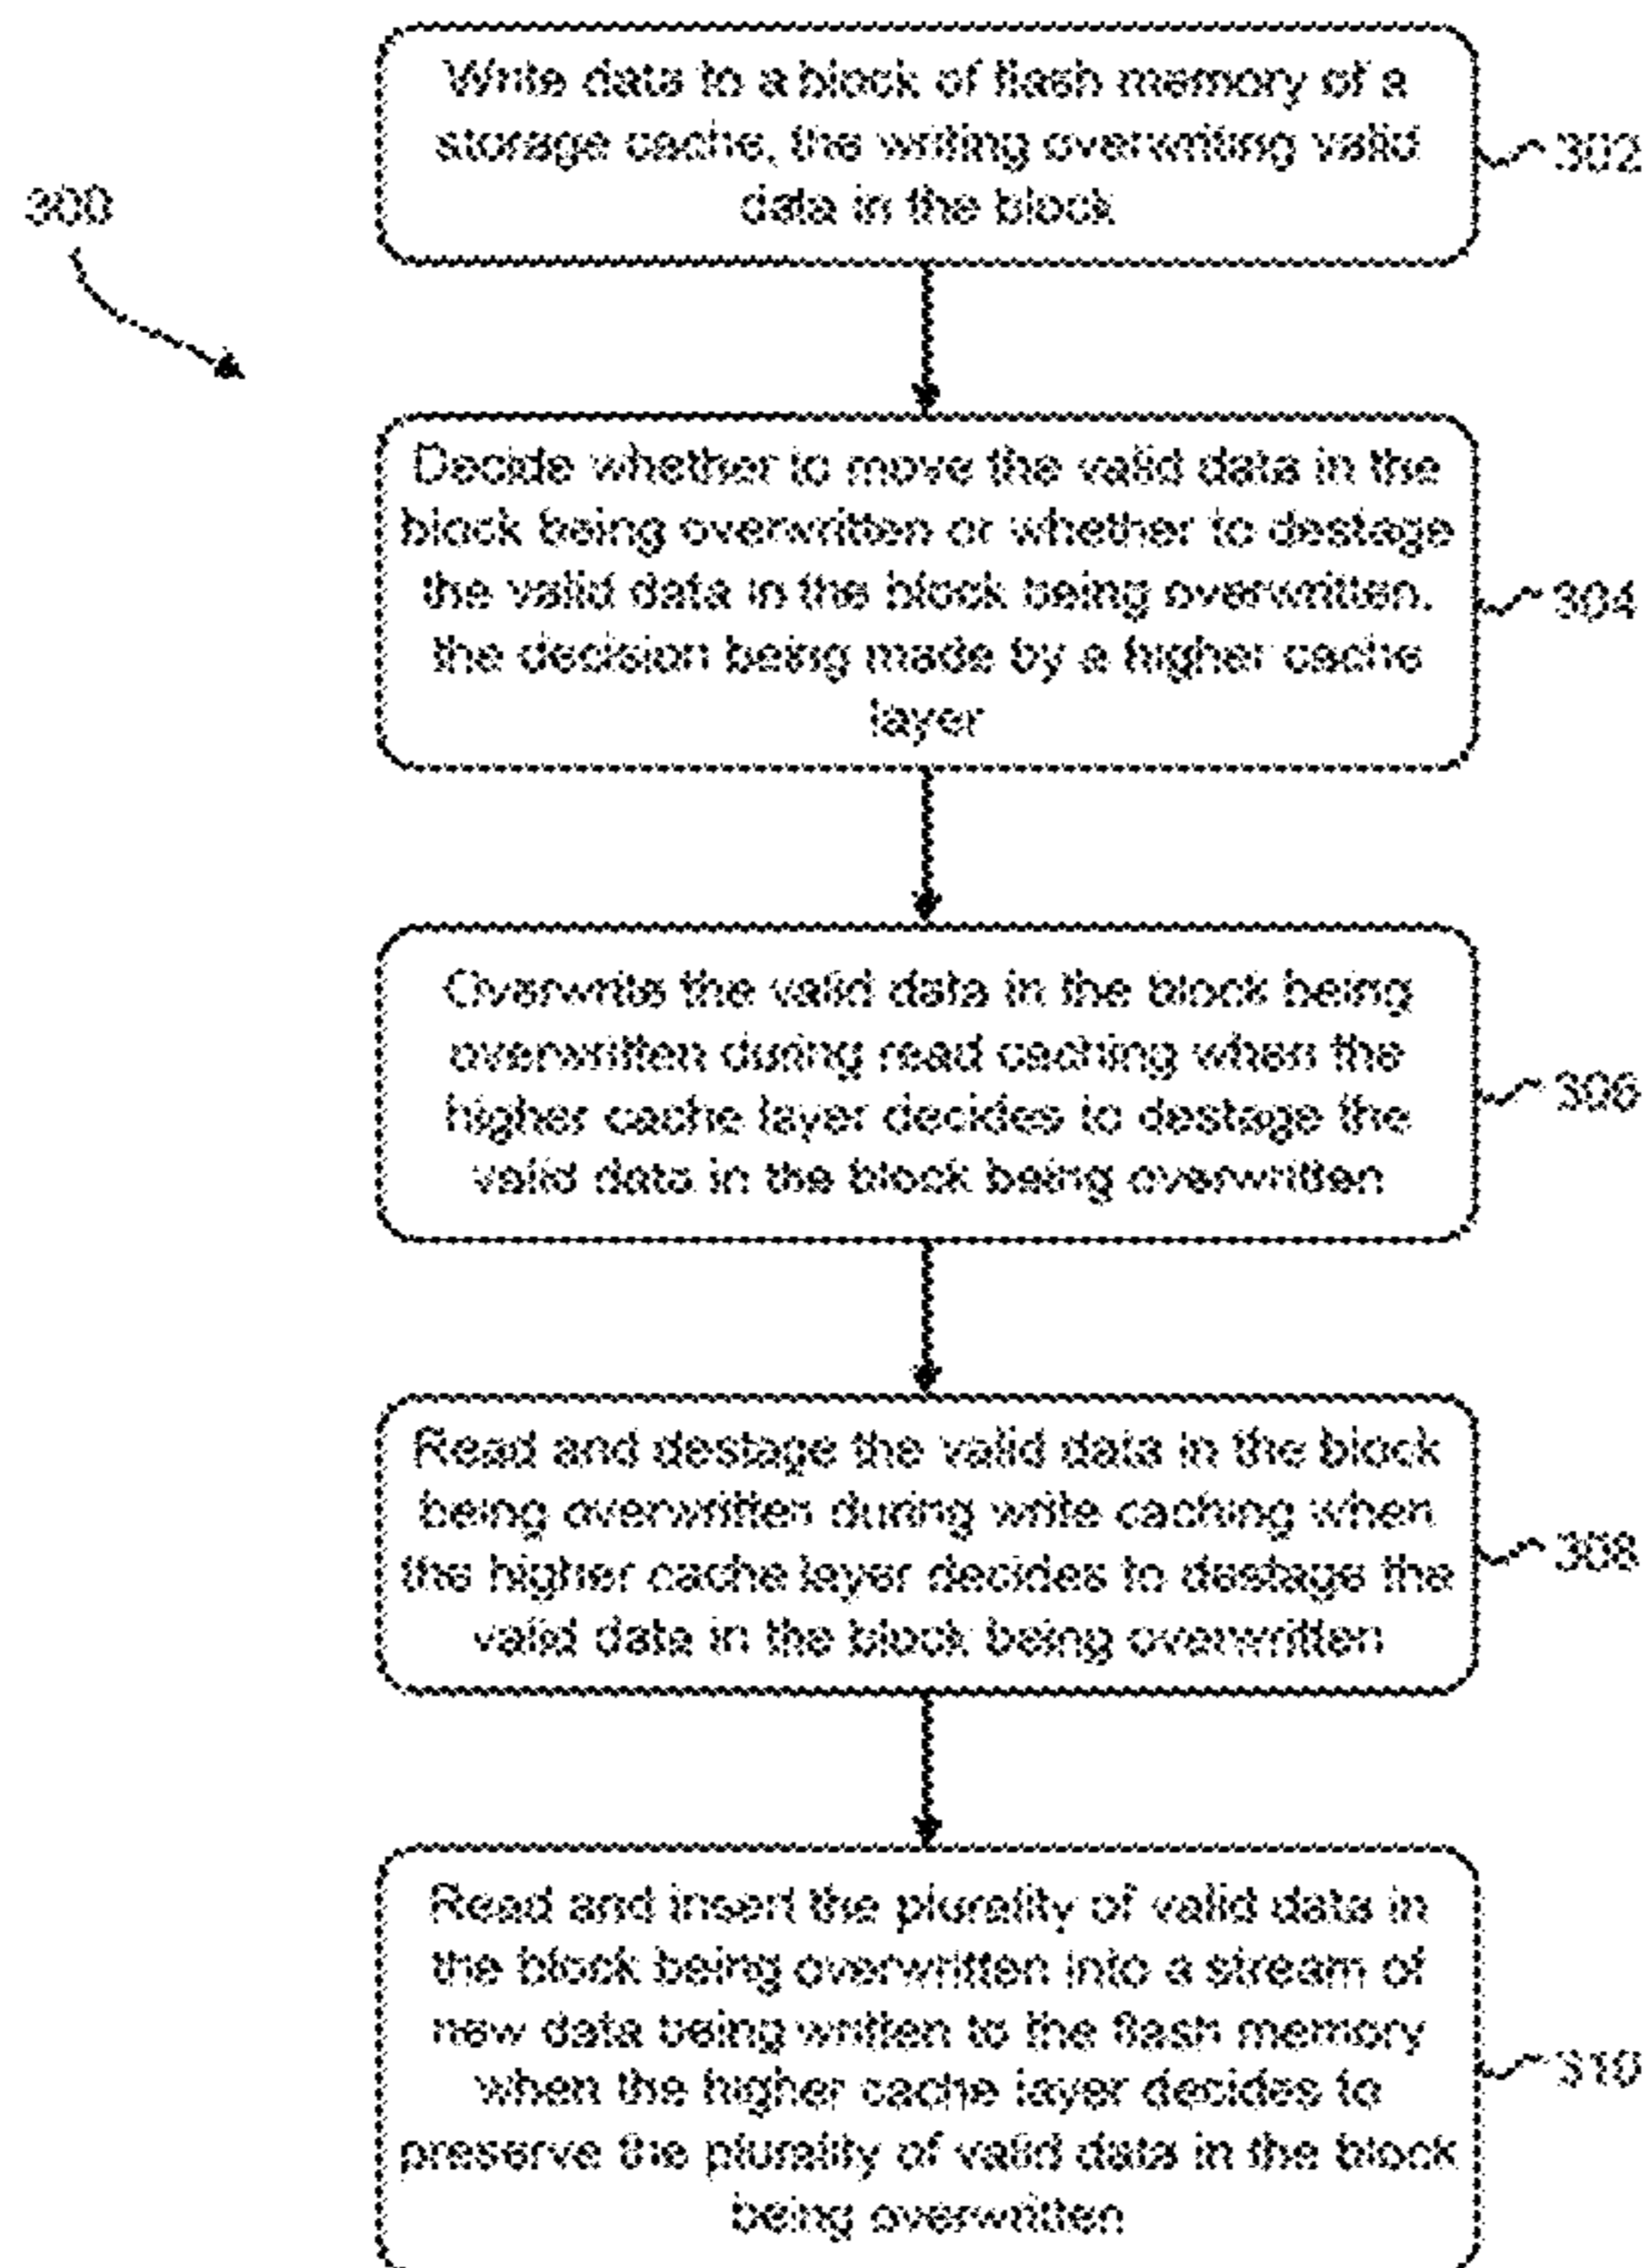 Write data to a block of flash memory of a
storage cache, the writing overwriting valid
data in the block
302
300
Decide whether to move the valid data in the
block being overwritten or whether to destage
the valid data in the block being overwritten,
the decision being made by a higher cache
layer
304
Overwrite the valid data in the block being
overwritten during read caching when the
higher cache layer decides to destage the
valid data in the block being overwritten
306
Read and destage the valid data in the block
being overwritten during write caching when
the higher cache layer decides to destage the
valid data in the block being overwritten
308
Read and insert the plurality of valid data in
the block being overwritten into a stream of
new data being written to the flash memory
when the higher cache layer decides to
preserve the plurality of valid data in the block
being overwritten
310